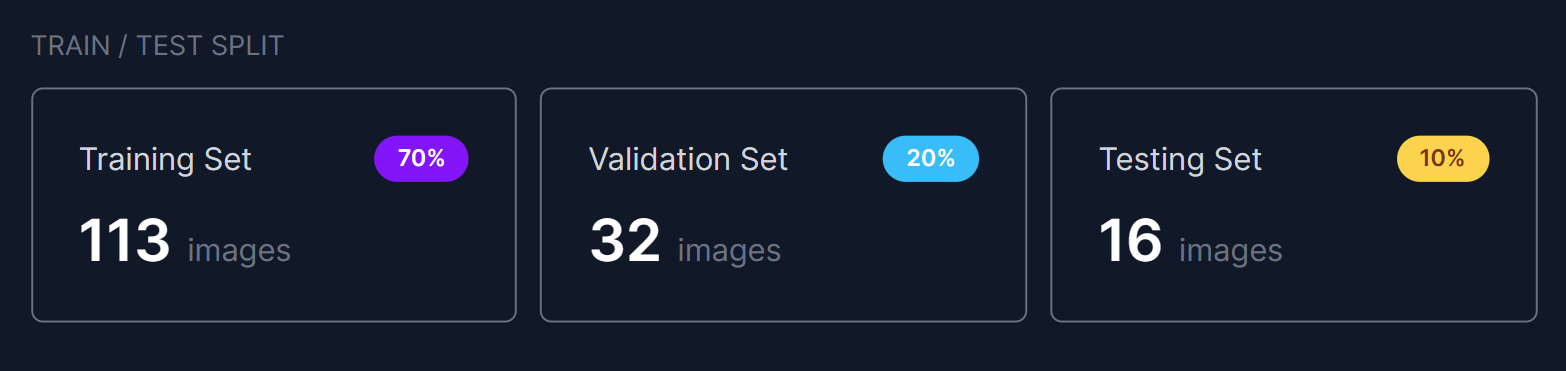 TRAIN / TEST SPLIT
Training Set 70%
113 images
Validation Set 20%
32 images
Testing Set 10%
16 images